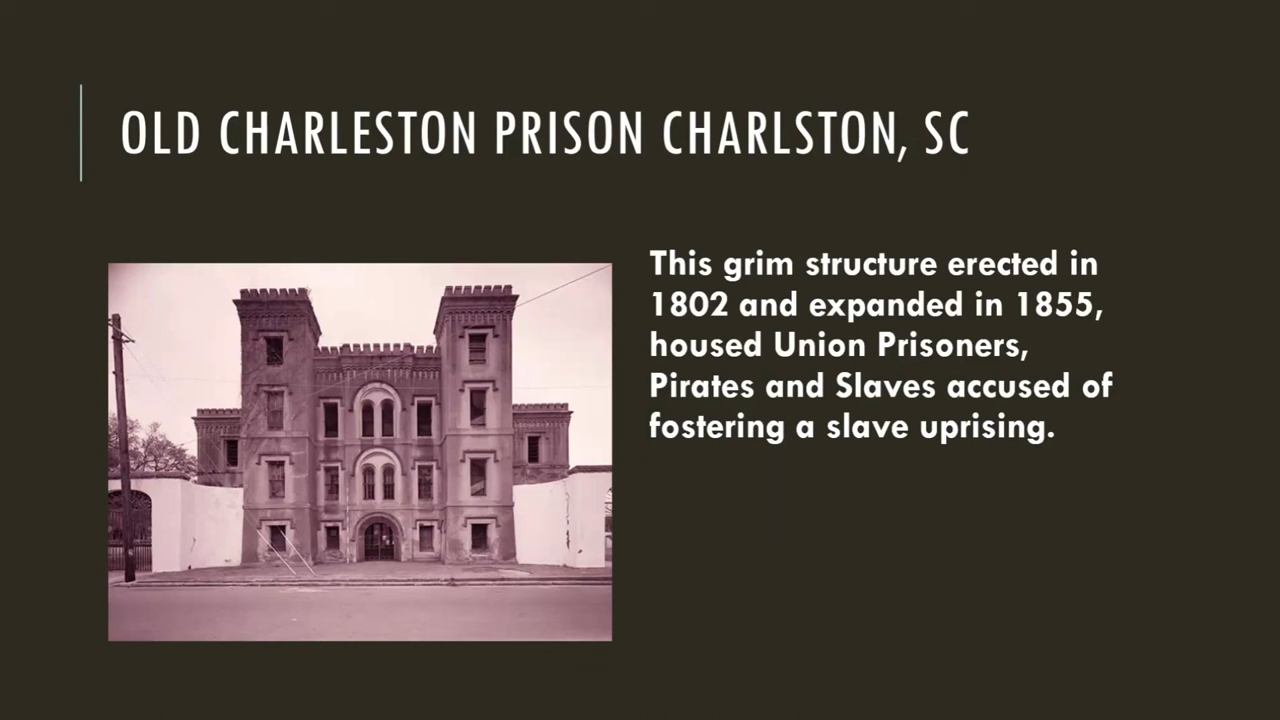 OLD CHARLESTON PRISON CHARLSTON, SC
This grim structure erected in
1802 and expanded in 1855,
housed Union Prisoners,
Pirates and Slaves accused of
fostering a slave uprising.